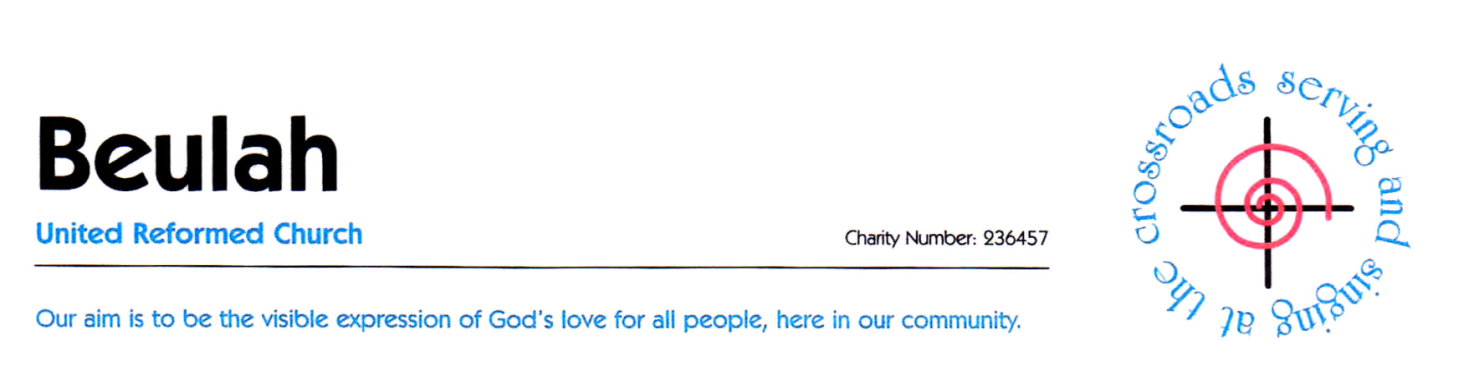 Beulah
United Reformed Church
Charity Number: 236457
Our aim is to be the visible expression of God's love for all people, here in our community.
serving and singing at the crossroads